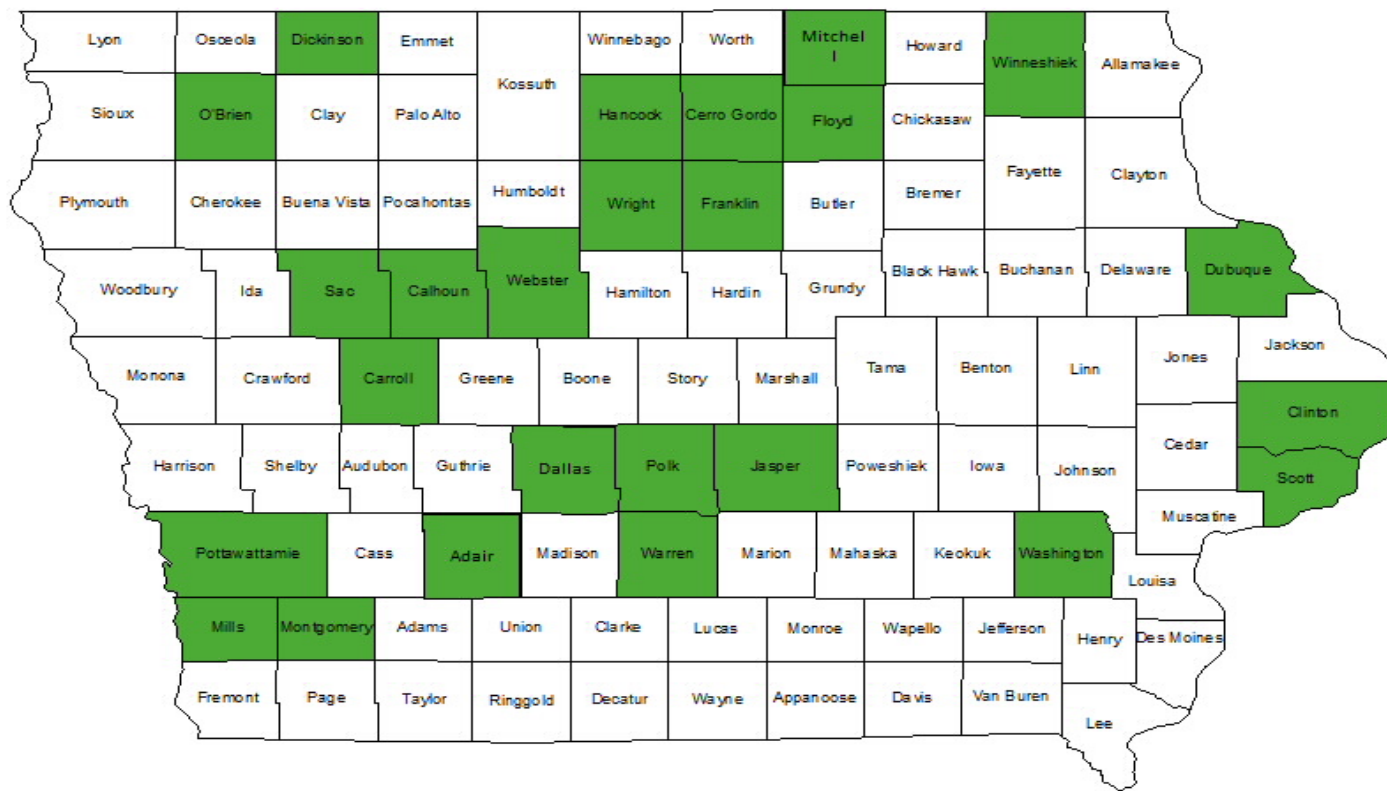 Lyon
Osceola
Dickinson
Emmet
Winnebago
Worth
Mitchel
l
Howard
Winneshiek
Allamakee
Kossuth
Sioux
O'Brien
Clay
Palo Alto
Hancock
Cerro Gordo
Floyd
Chickasaw
Fayette
Clayton
Plymouth
Cherokee
Buena Vista
Pocahontas
Humboldt
Wright
Franklin
Butler
Bremer
Woodbury
Ida
Sac
Calhoun
Webster
Hamilton
Hardin
Grundy
Black Hawk
Buchanan
Delaware
Dubuque
Monona
Crawford
Carroll
Greene
Boone
Story
Marshall
Tama
Benton
Linn
Jones
Jackson
Clinton
Harrison
Shelby
Audubon
Guthrie
Dallas
Polk
Jasper
Poweshiek
Iowa
Johnson
Cedar
Scott
Muscatine
Pottawattamie
Cass
Adair
Madison
Warren
Marion
Mahaska
Keokuk
Washington
Louisa
Mills
Montgomery
Adams
Union
Clarke
Lucas
Monroe
Wapello
Jefferson
Henry
Des Moines
Fremont
Page
Taylor
Ringgold
Decatur
Wayne
Appanoose
Davis
Van Buren
Lee